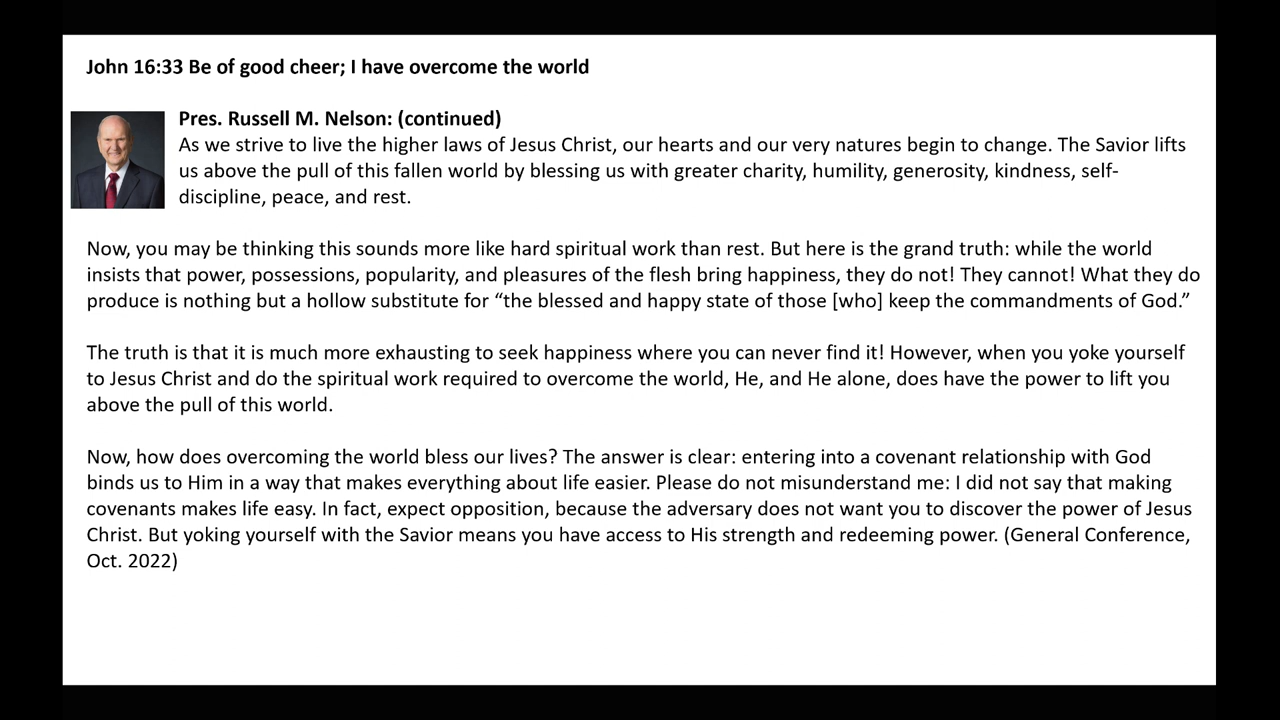 John 16:33 Be of good cheer; I have overcome the world
Pres. Russell M. Nelson: (continued)
As we strive to live the higher laws of Jesus Christ, our hearts and our very natures begin to change. The Savior lifts
us above the pull of this fallen world by blessing us with greater charity, humility, generosity, kindness, self-
discipline, peace, and rest.
Now, you may be thinking this sounds more like hard spiritual work than rest. But here is the grand truth: while the world
insists that power, possessions, popularity, and pleasures of the flesh bring happiness, they do not! They cannot! What they do
produce is nothing but a hollow substitute for “the blessed and happy state of those [who] keep the commandments of God.”
The truth is that it is much more exhausting to seek happiness where you can never find it! However, when you yoke yourself
to Jesus Christ and do the spiritual work required to overcome the world, He, and He alone, does have the power to lift you
above the pull of this world.
Now, how does overcoming the world bless our lives? The answer is clear: entering into a covenant relationship with God
binds us to Him in a way that makes everything about life easier. Please do not misunderstand me: I did not say that making
covenants makes life easy. In fact, expect opposition, because the adversary does not want you to discover the power of Jesus
Christ. But yoking yourself with the Savior means you have access to His strength and redeeming power. (General Conference,
Oct. 2022)